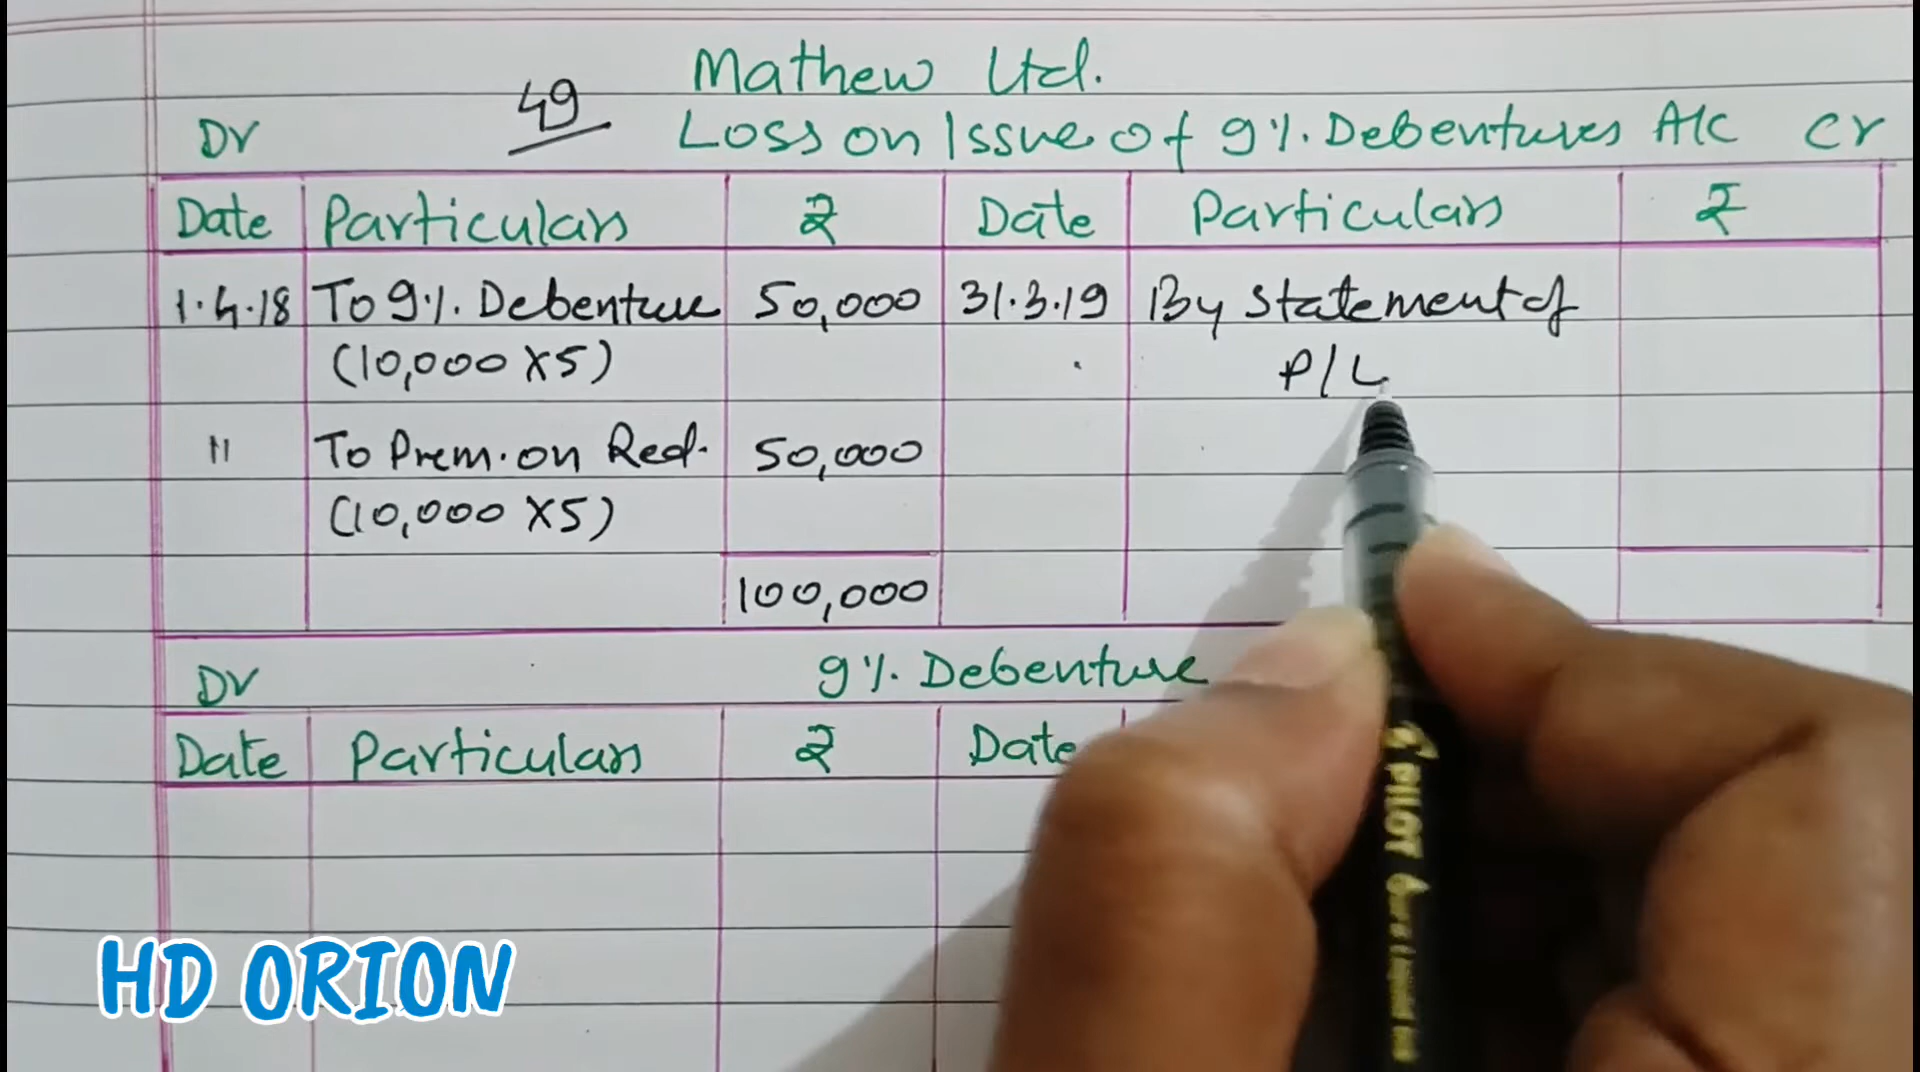 Mathew Ltd.
49
Dr Loss on Issue of 9%. Debentures A/C Cr
Date Particulars ₹ Date Particulars ₹
1.4.18 To 9%. Debenture 50,000 31.3.19 By Statement of
(10,000 X5) P/L
" To Prem. on Red. 50,000
(10,000 X5)
100,000
Dr 9%. Debenture
Date Particulars ₹ Date
HD ORION
PILOT